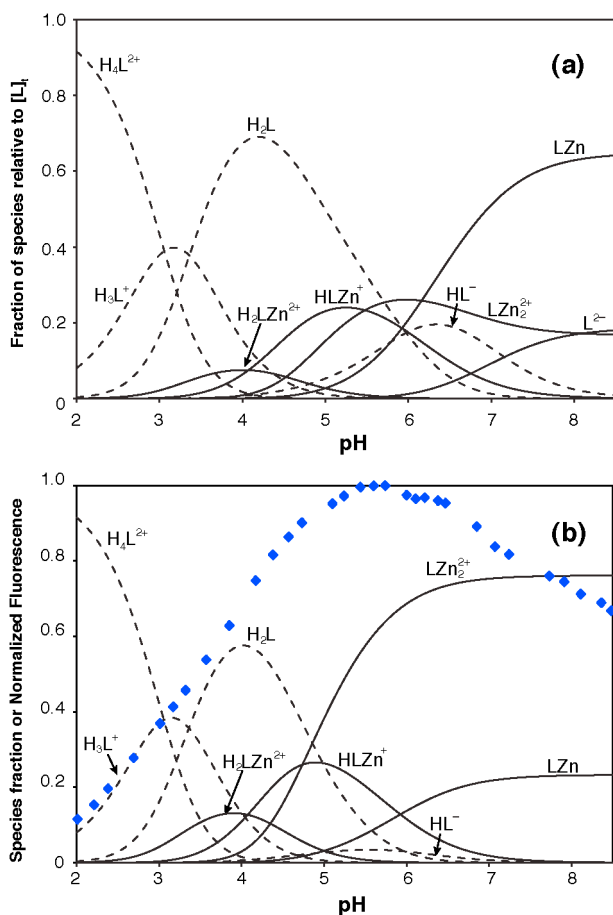 1.0
(a)
H₄L²⁺
0.8
H₂L
LZn
0.6
Fraction of species relative to [L]ₜ
0.4
H₃L⁺
H₂LZn²⁺
HLZn⁺
HL⁻
LZn₂²⁺
0.2
L²⁻
0
2 3 4 5 6 7 8
pH
1.0
(b)
H₄L²⁺
0.8
LZn₂²⁺
H₂L
0.6
Species fraction or Normalized Fluorescence
0.4
H₃L⁺
H₂LZn²⁺
HLZn⁺
LZn
0.2
HL⁻
0
2 3 4 5 6 7 8
pH